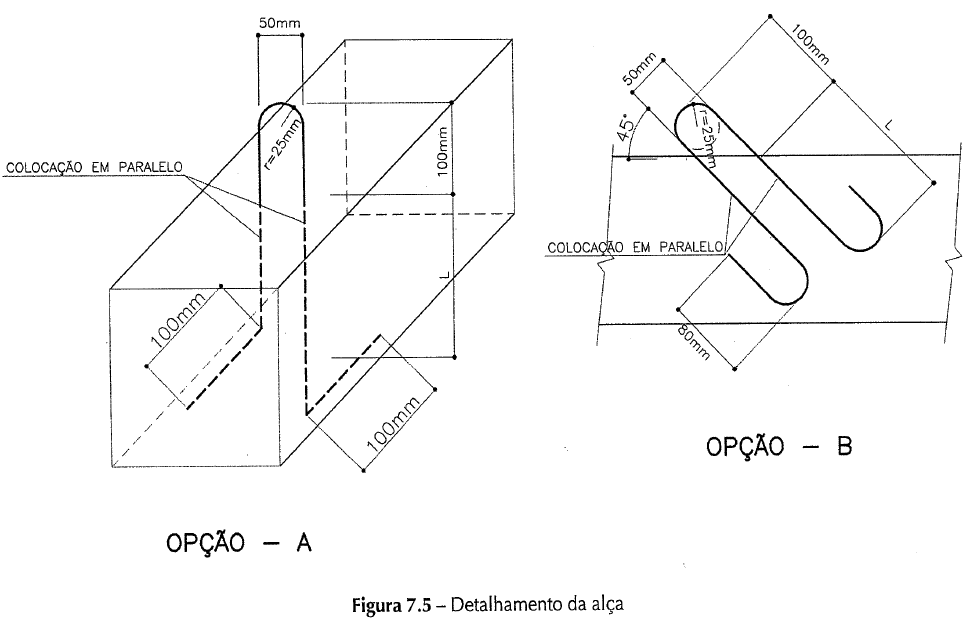 50mm
r=25mm
100mm
COLOCAÇÃO EM PARALELO
L
100mm
100mm
OPÇÃO – A
100mm
50mm
45°
r=25mm
L
COLOCAÇÃO EM PARALELO
80mm
OPÇÃO – B
Figura 7.5 – Detalhamento da alça